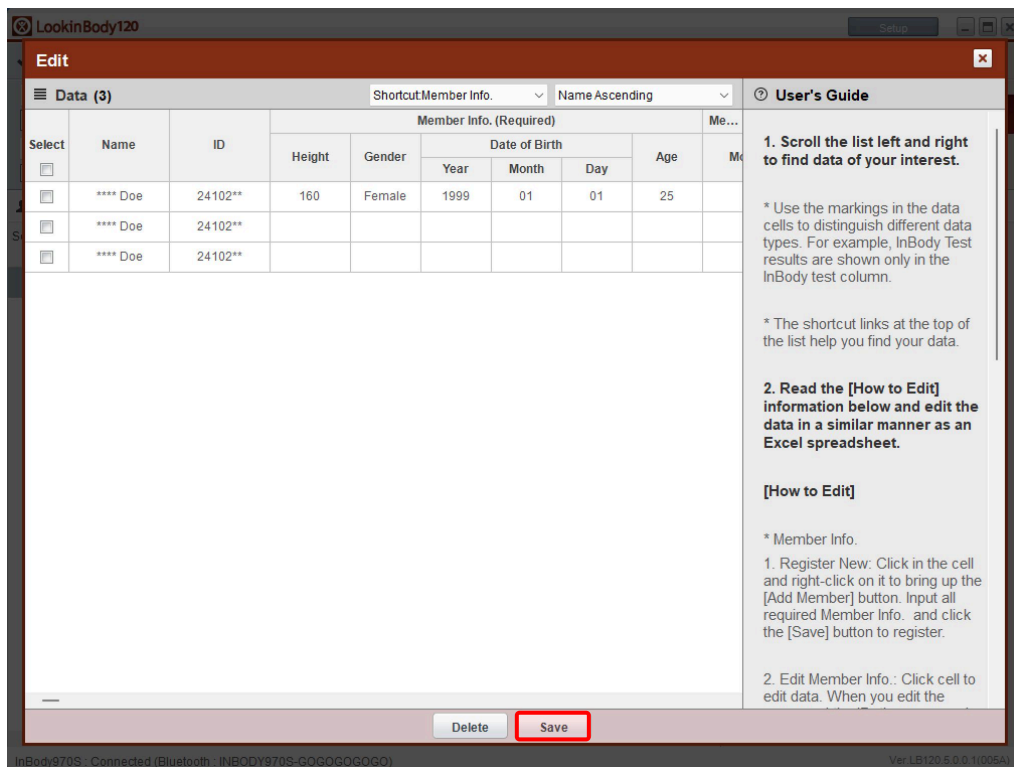 LookinBody120
Setup
Edit
Data (3)
Shortcut:Member Info.
Name Ascending
User's Guide
Select
Name
ID
Member Info. (Required)
Me...
Height
Gender
Date of Birth
Age
Mo
Year
Month
Day
**** Doe 24102** 160 Female 1999 01 01 25
**** Doe 24102**
**** Doe 24102**
1. Scroll the list left and right
to find data of your interest.
* Use the markings in the data
cells to distinguish different data
types. For example, InBody Test
results are shown only in the
InBody test column.
* The shortcut links at the top of
the list help you find your data.
2. Read the [How to Edit]
information below and edit the
data in a similar manner as an
Excel spreadsheet.
[How to Edit]
* Member Info.
1. Register New: Click in the cell
and right-click on it to bring up the
[Add Member] button. Input all
required Member Info. and click
the [Save] button to register.
2. Edit Member Info.: Click cell to
edit data. When you edit the
Delete
Save
InBody970S : Connected (Bluetooth : INBODY970S-GOGOGOGOGO)
Ver.LB120.5.0.0.1(005A)